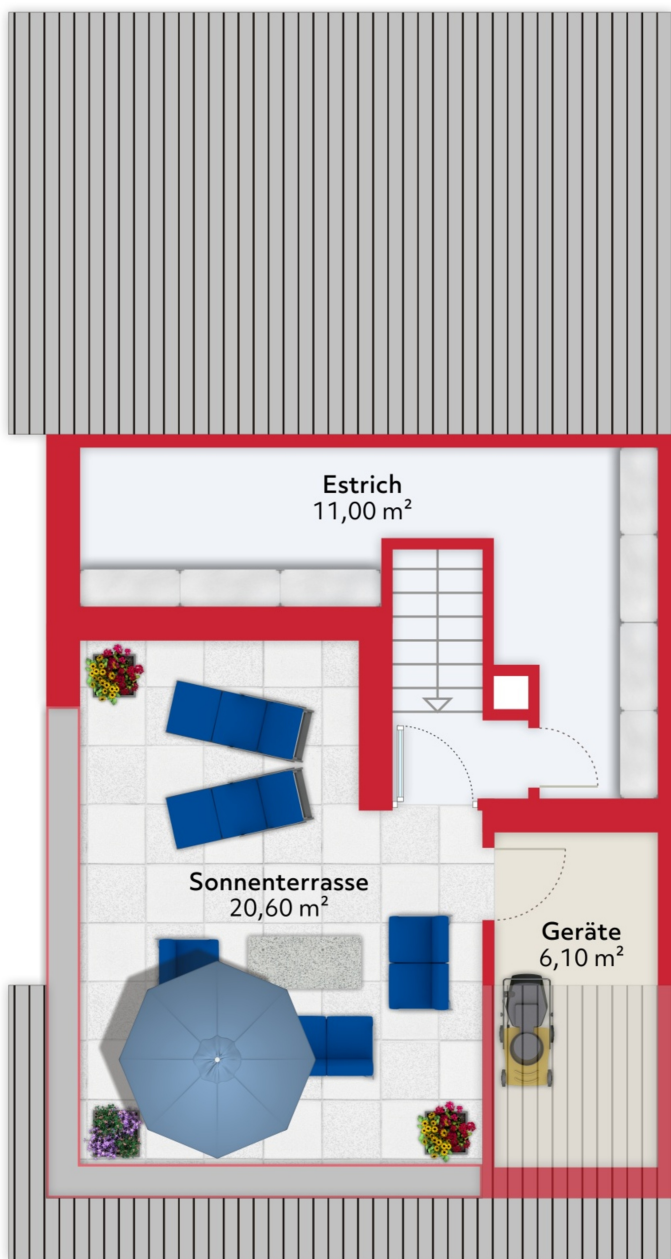 Estrich
11,00 m²
Sonnenterrasse
20,60 m²
Geräte
6,10 m²